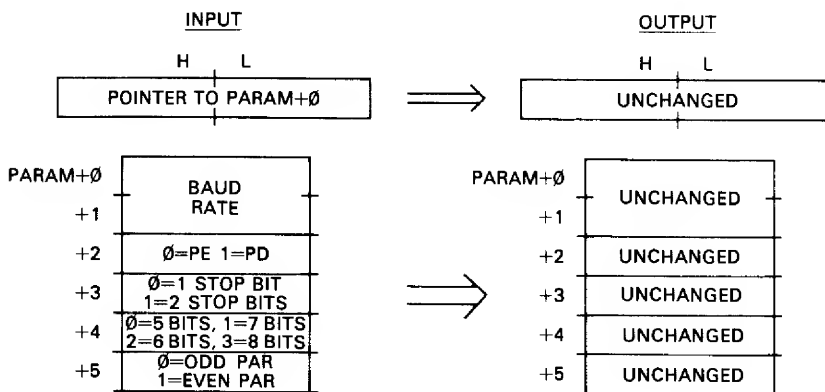 INPUT
OUTPUT
H L
H L
POINTER TO PARAM+Ø
UNCHANGED
PARAM+Ø
+1
BAUD
RATE
PARAM+Ø
+1
UNCHANGED
+2
Ø=PE 1=PD
+2
UNCHANGED
+3
Ø=1 STOP BIT
1=2 STOP BITS
+3
UNCHANGED
+4
Ø=5 BITS, 1=7 BITS
2=6 BITS, 3=8 BITS
+4
UNCHANGED
+5
Ø=ODD PAR
1=EVEN PAR
+5
UNCHANGED